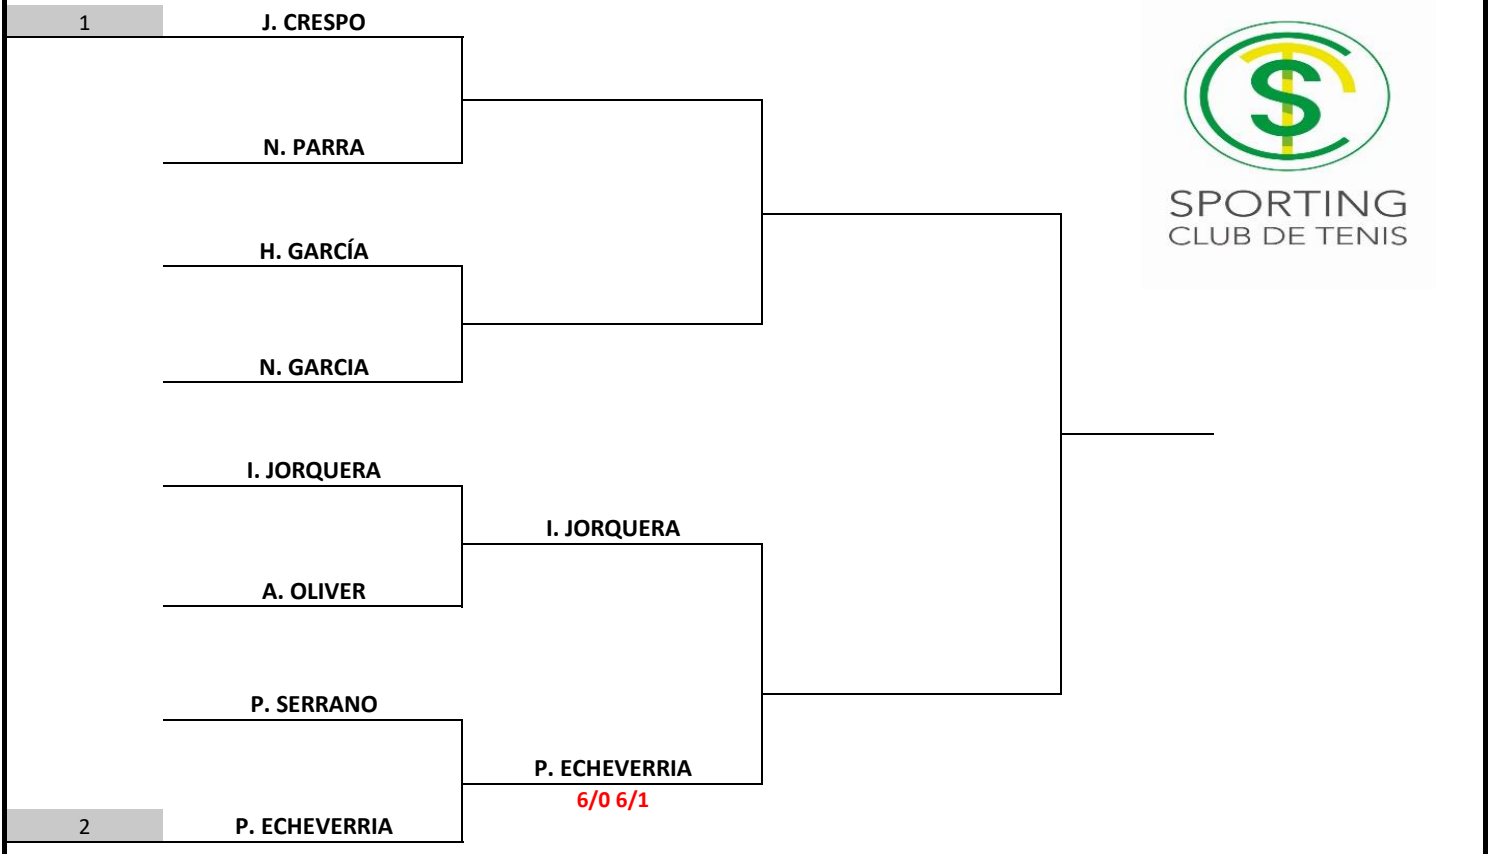 1 J. CRESPO
N. PARRA
H. GARCÍA
N. GARCIA
I. JORQUERA
I. JORQUERA
A. OLIVER
P. SERRANO
P. ECHEVERRIA
6/0 6/1
2 P. ECHEVERRIA
SPORTING
CLUB DE TENIS